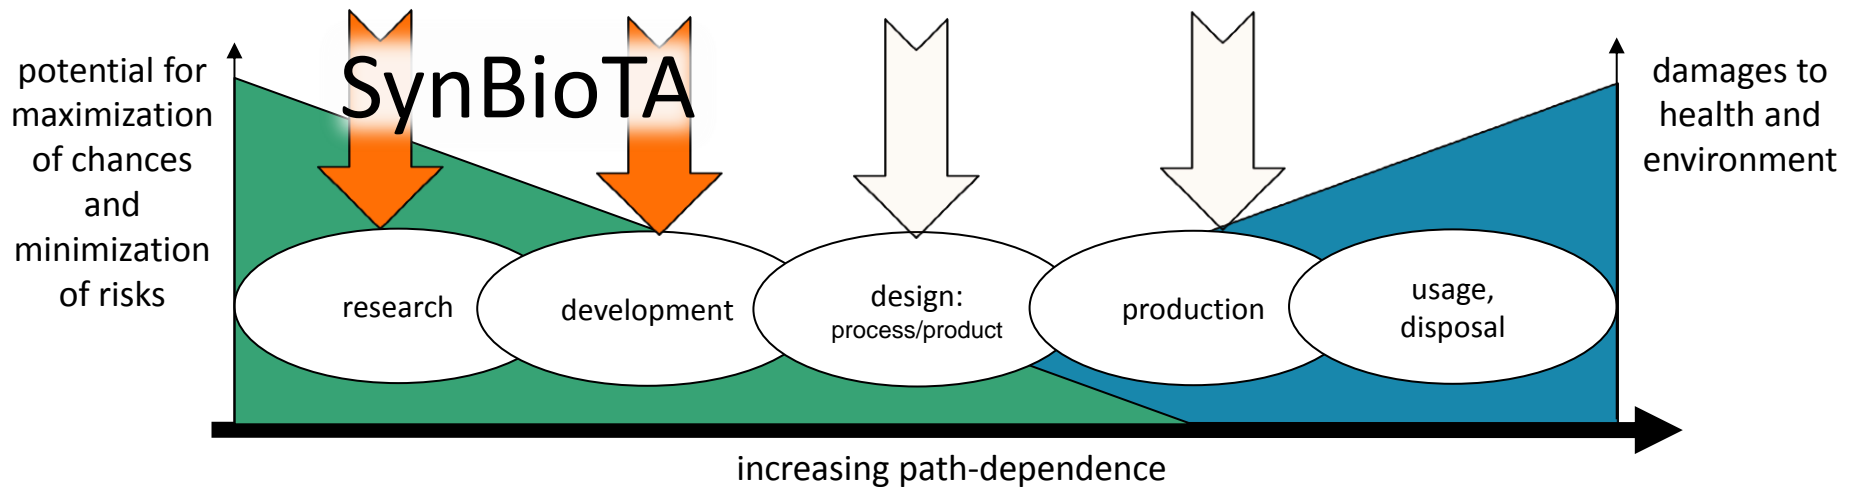 potential for
maximization
of chances
and
minimization
of risks
SynBioTA
damages to
health and
environment
research
development
design:
process/product
production
usage,
disposal
increasing path-dependence